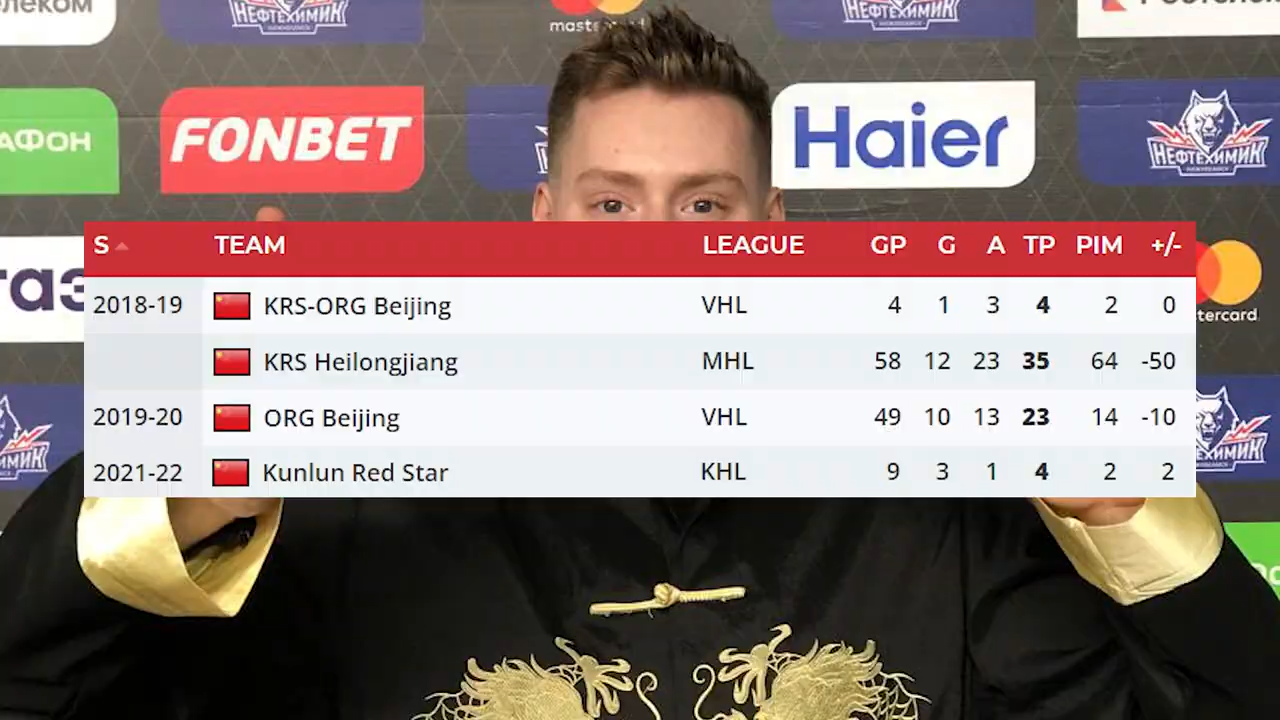 НЕФТЕХИМИК
mastercard
НЕФТЕХИМИК
FONBET
Haier
НЕФТЕХИМИК
S TEAM LEAGUE GP G A TP PIM +/-
2018-19 KRS-ORG Beijing VHL 4 1 3 4 2 0
KRS Heilongjiang MHL 58 12 23 35 64 -50
2019-20 ORG Beijing VHL 49 10 13 23 14 -10
2021-22 Kunlun Red Star KHL 9 3 1 4 2 2